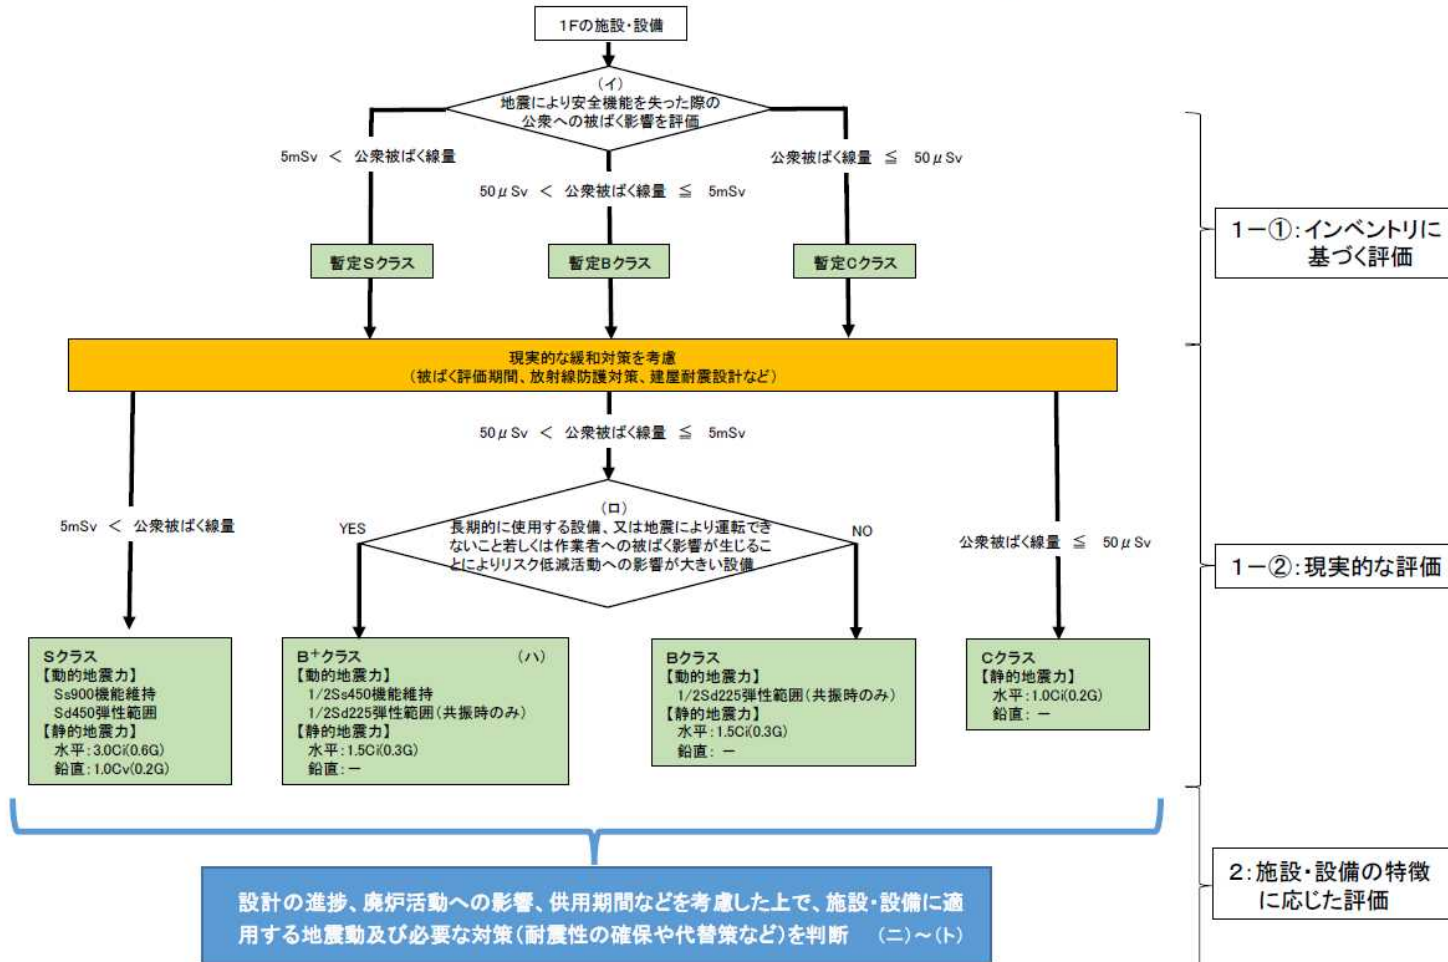 1Fの施設・設備
(イ)
地震により安全機能を失った際の
公衆への被ばく影響を評価
5mSv < 公衆被ばく線量
公衆被ばく線量 ≦ 50μSv
50μSv < 公衆被ばく線量 ≦ 5mSv
1-①:インベントリに
基づく評価
暫定Sクラス
暫定Bクラス
暫定Cクラス
現実的な緩和対策を考慮
(被ばく評価期間、放射線防護対策、建屋耐震設計など)
50μSv < 公衆被ばく線量 ≦ 5mSv
5mSv < 公衆被ばく線量
YES
(ロ)
長期的に使用する設備、又は地震により運転でき
ないこと若しくは作業者への被ばく影響が生じるこ
とによりリスク低減活動への影響が大きい設備
NO
公衆被ばく線量 ≦ 50μSv
1-②:現実的な評価
Sクラス
【動的地震力】
Ss900機能維持
Sd450弾性範囲
【静的地震力】
水平:3.0Ci(0.6G)
鉛直:1.0Cv(0.2G)
B+クラス (ハ)
【動的地震力】
1/2Ss450機能維持
1/2Sd225弾性範囲(共振時のみ)
【静的地震力】
水平:1.5Ci(0.3G)
鉛直:-
Bクラス
【動的地震力】
1/2Sd225弾性範囲(共振時のみ)
【静的地震力】
水平:1.5Ci(0.3G)
鉛直: -
Cクラス
【静的地震力】
水平:1.0Ci(0.2G)
鉛直: -
設計の進捗、廃炉活動への影響、供用期間などを考慮した上で、施設・設備に適
用する地震動及び必要な対策(耐震性の確保や代替策など)を判断 (ニ)~(ト)
2:施設・設備の特徴
に応じた評価